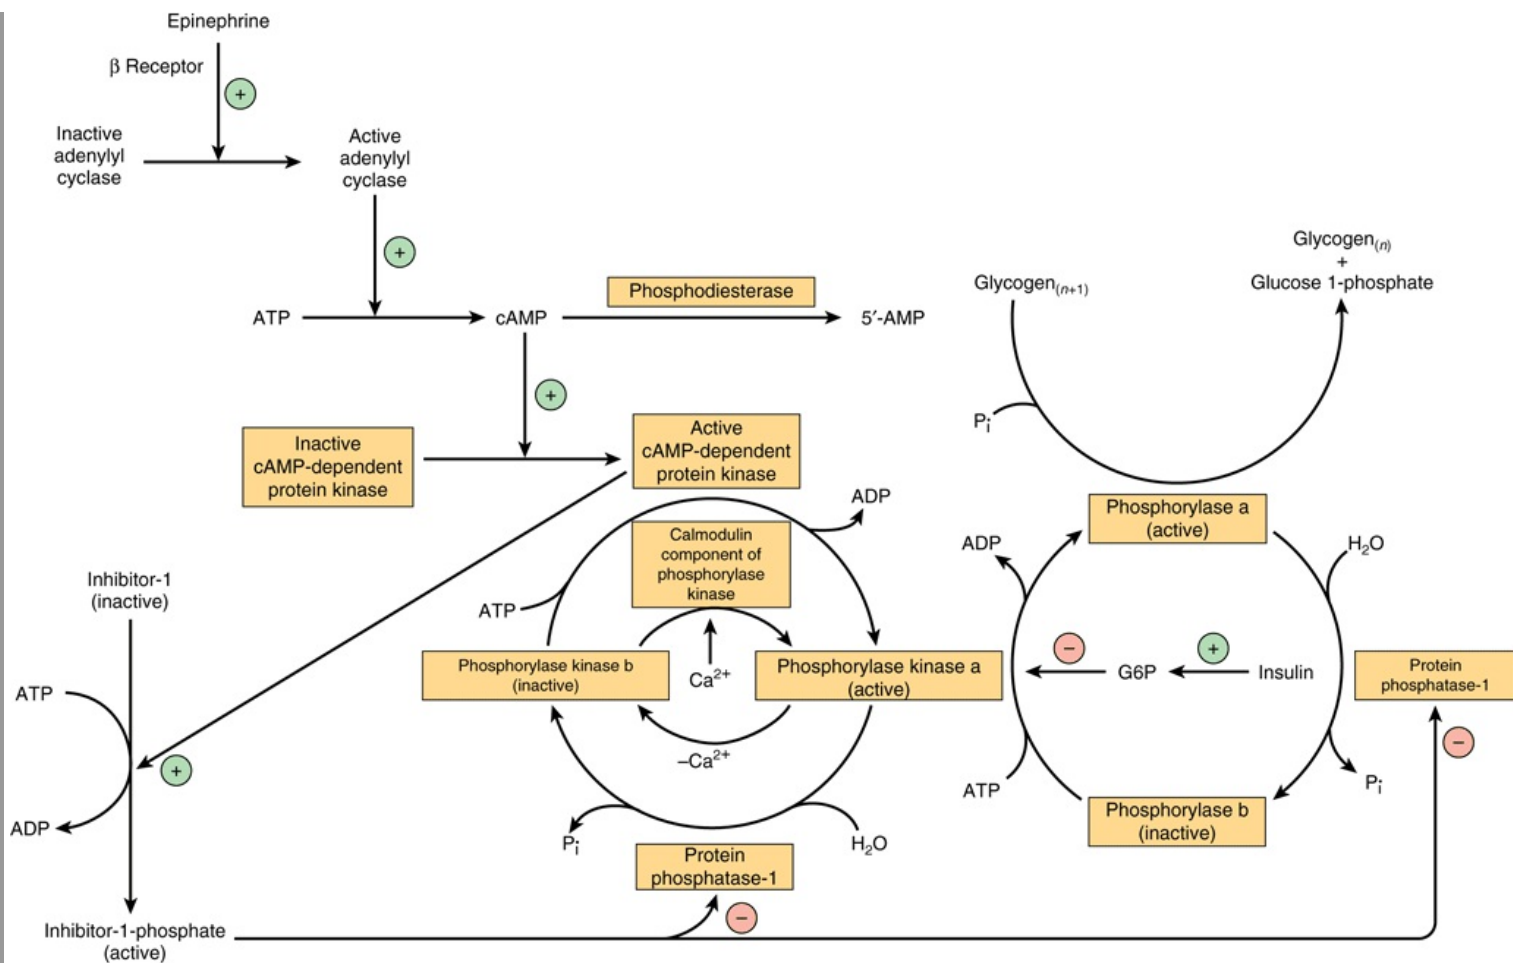 Epinephrine
β Receptor
+
Inactive
adenylyl
cyclase
Active
adenylyl
cyclase
+
ATP
cAMP
Phosphodiesterase
5′-AMP
+
Inactive
cAMP-dependent
protein kinase
Active
cAMP-dependent
protein kinase
Glycogen(n+1)
Glycogen(n)
+
Glucose 1-phosphate
Pi
ADP
Calmodulin
component of
phosphorylase
kinase
ATP
Phosphorylase kinase b
(inactive)
Ca2+
Phosphorylase kinase a
(active)
–Ca2+
Pi
H2O
Protein
phosphatase-1
–
Phosphorylase a
(active)
ADP
H2O
–
G6P
+
Insulin
Protein
phosphatase-1
–
ATP
Pi
Phosphorylase b
(inactive)
Inhibitor-1
(inactive)
ATP
+
ADP
Inhibitor-1-phosphate
(active)